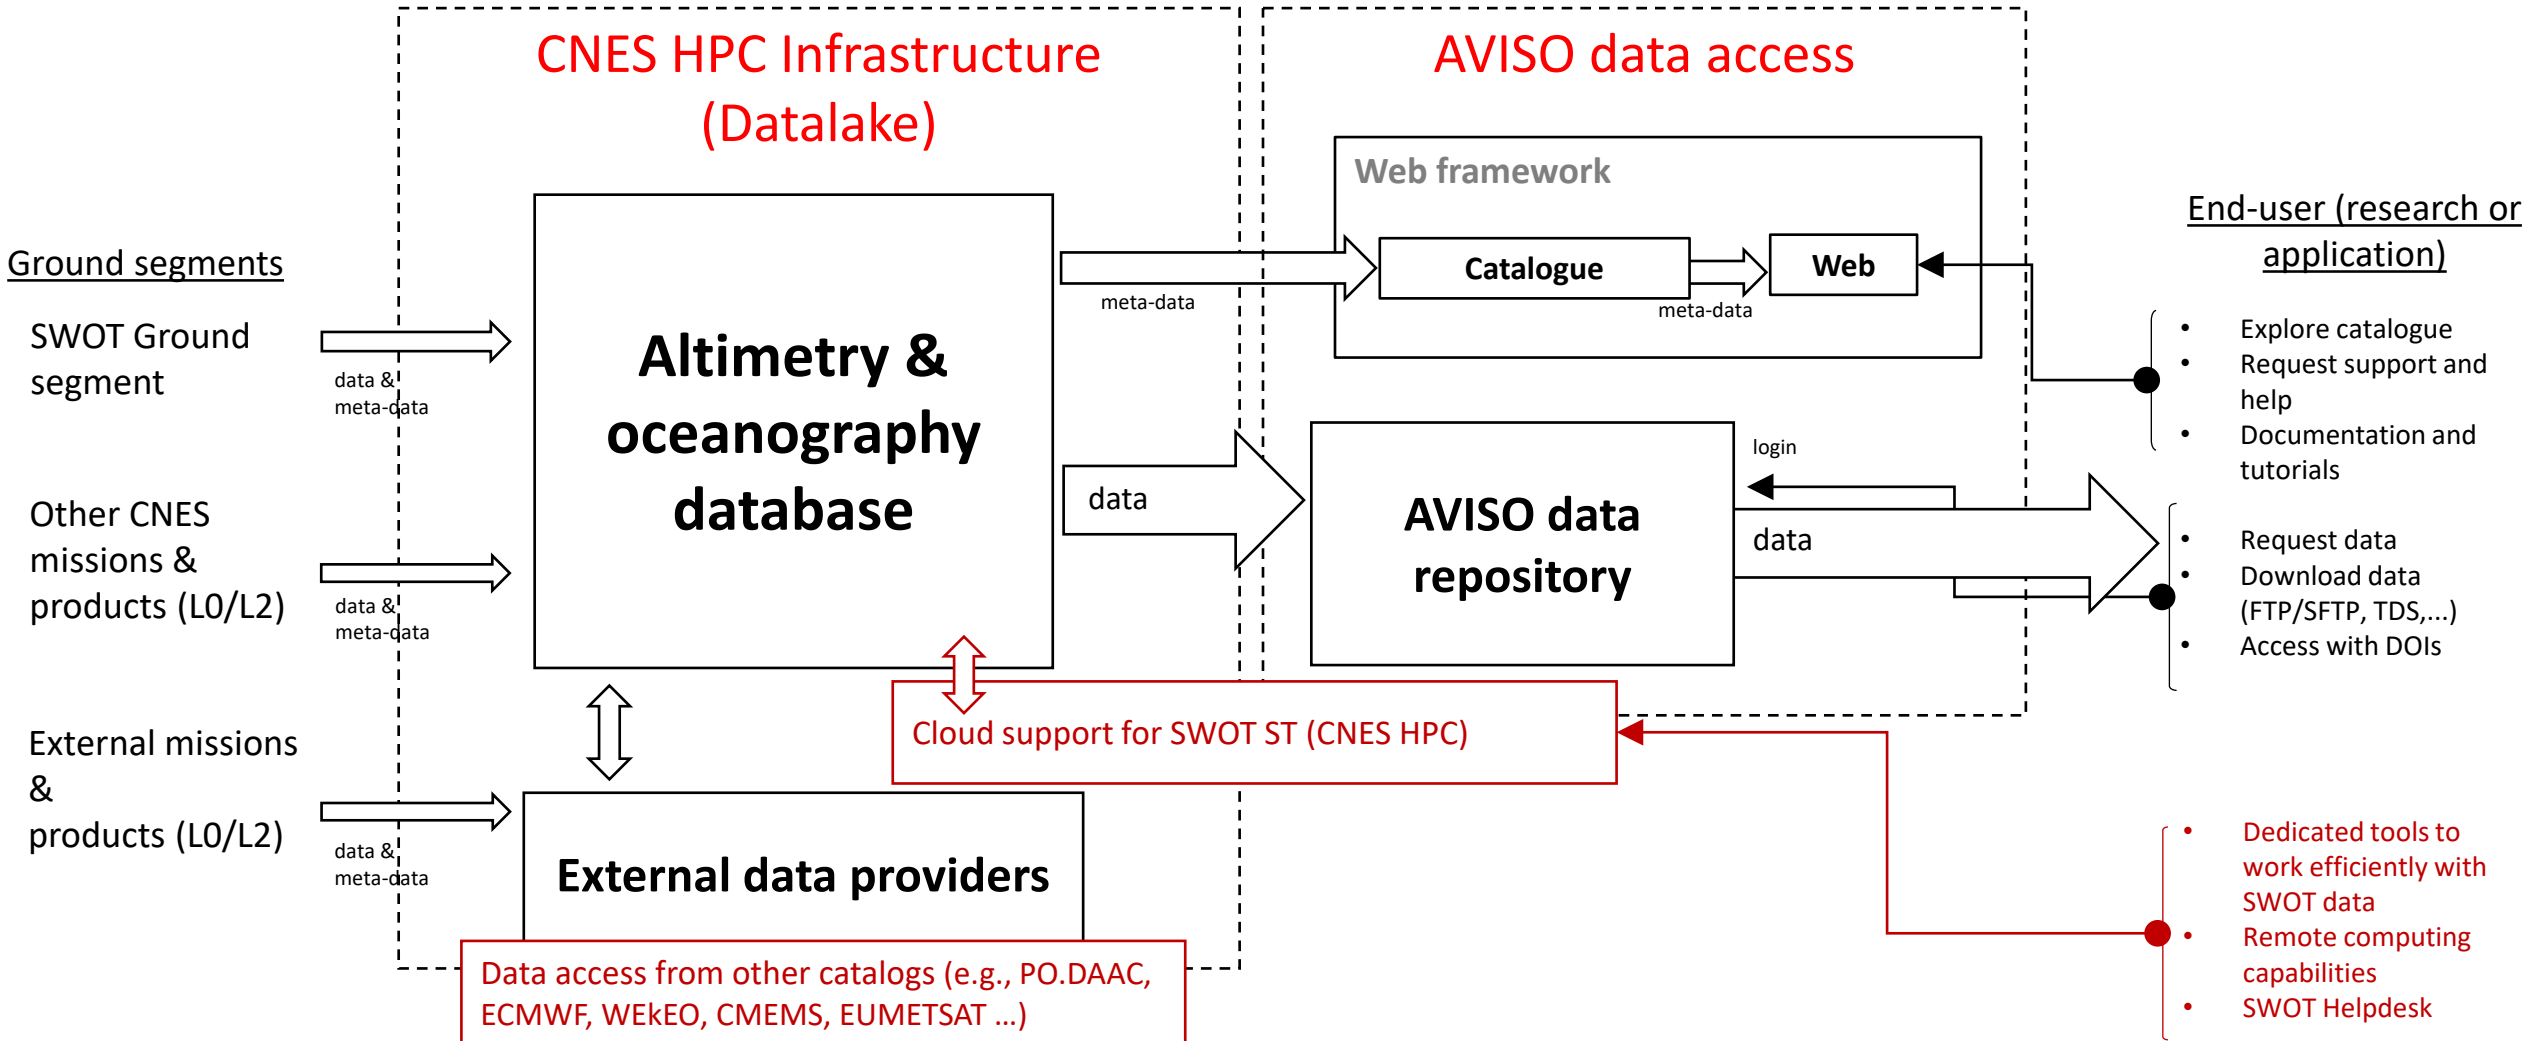 CNES HPC Infrastructure
(Datalake)
AVISO data access
Web framework
Catalogue
meta-data
Web
meta-data
Ground segments
SWOT Ground
segment
data &
meta-data
Other CNES
missions &
products (L0/L2)
data &
meta-data
External missions
&
products (L0/L2)
data &
meta-data
Altimetry &
oceanography
database
data
AVISO data
repository
login
data
Cloud support for SWOT ST (CNES HPC)
External data providers
Data access from other catalogs (e.g., PO.DAAC,
ECMWF, WEkEO, CMEMS, EUMETSAT ...)
End-user (research or
application)
• Explore catalogue
• Request support and
help
• Documentation and
tutorials
• Request data
• Download data
(FTP/SFTP, TDS,...)
• Access with DOIs
• Dedicated tools to
work efficiently with
SWOT data
• Remote computing
capabilities
• SWOT Helpdesk